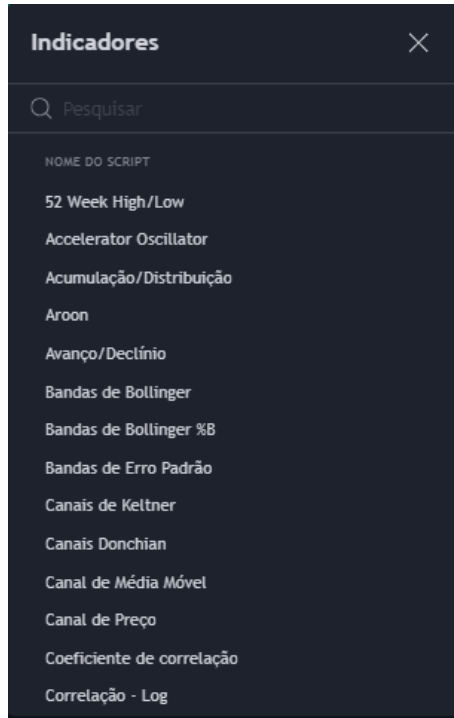 Indicadores
Pesquisar
NOME DO SCRIPT
52 Week High/Low
Accelerator Oscillator
Acumulação/Distribuição
Aroon
Avanço/Declínio
Bandas de Bollinger
Bandas de Bollinger %B
Bandas de Erro Padrão
Canais de Keltner
Canais Donchian
Canal de Média Móvel
Canal de Preço
Coeficiente de correlação
Correlação - Log